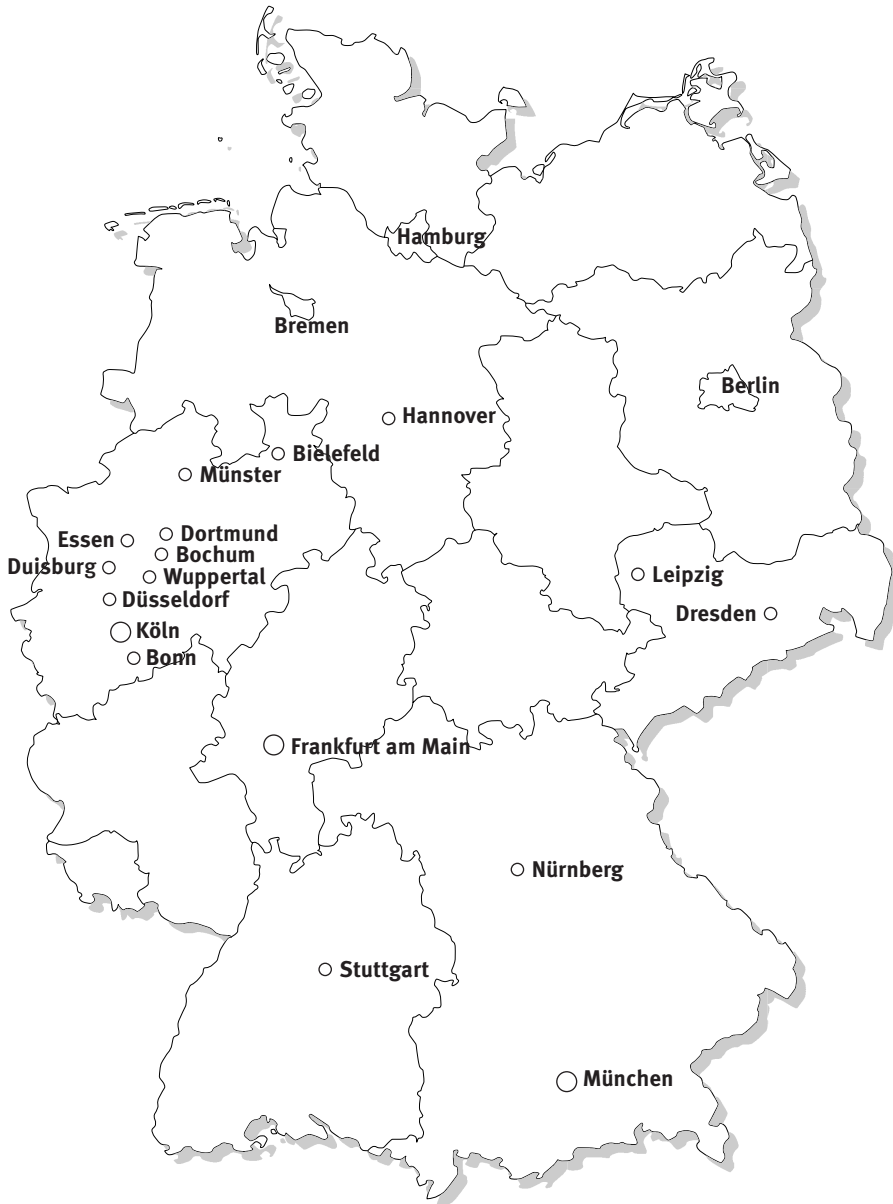 Hamburg
Bremen
Berlin
Hannover
Bielefeld
Münster
Dortmund
Essen
Bochum
Duisburg
Wuppertal
Leipzig
Düsseldorf
Dresden
Köln
Bonn
Frankfurt am Main
Nürnberg
Stuttgart
München